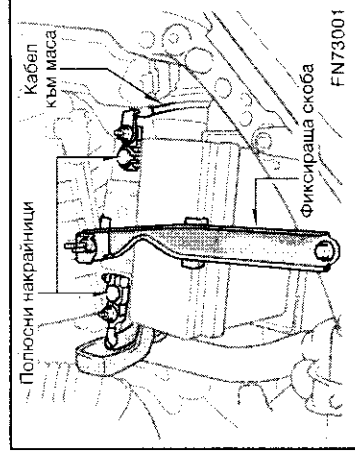 Полюсни накрайници
Кабел
към маса
Фиксираща скоба
FN73001